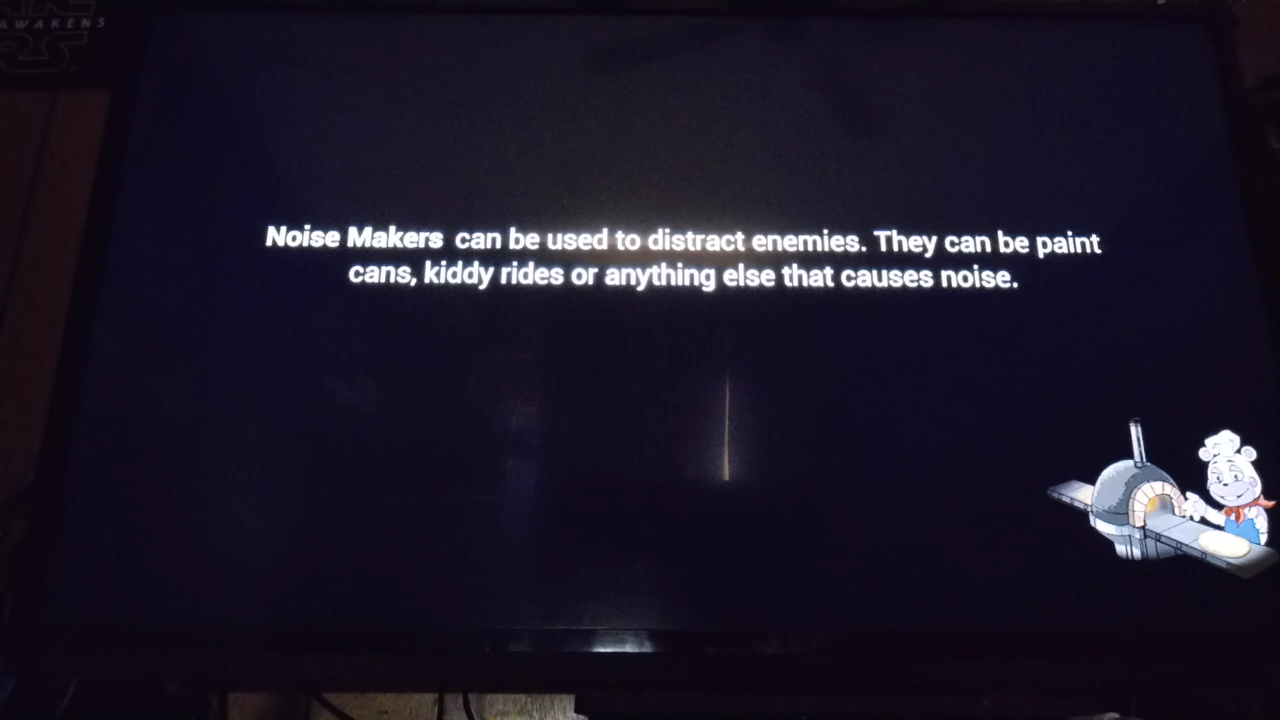 AWAKENS
Noise Makers can be used to distract enemies. They can be paint
cans, kiddy rides or anything else that causes noise.